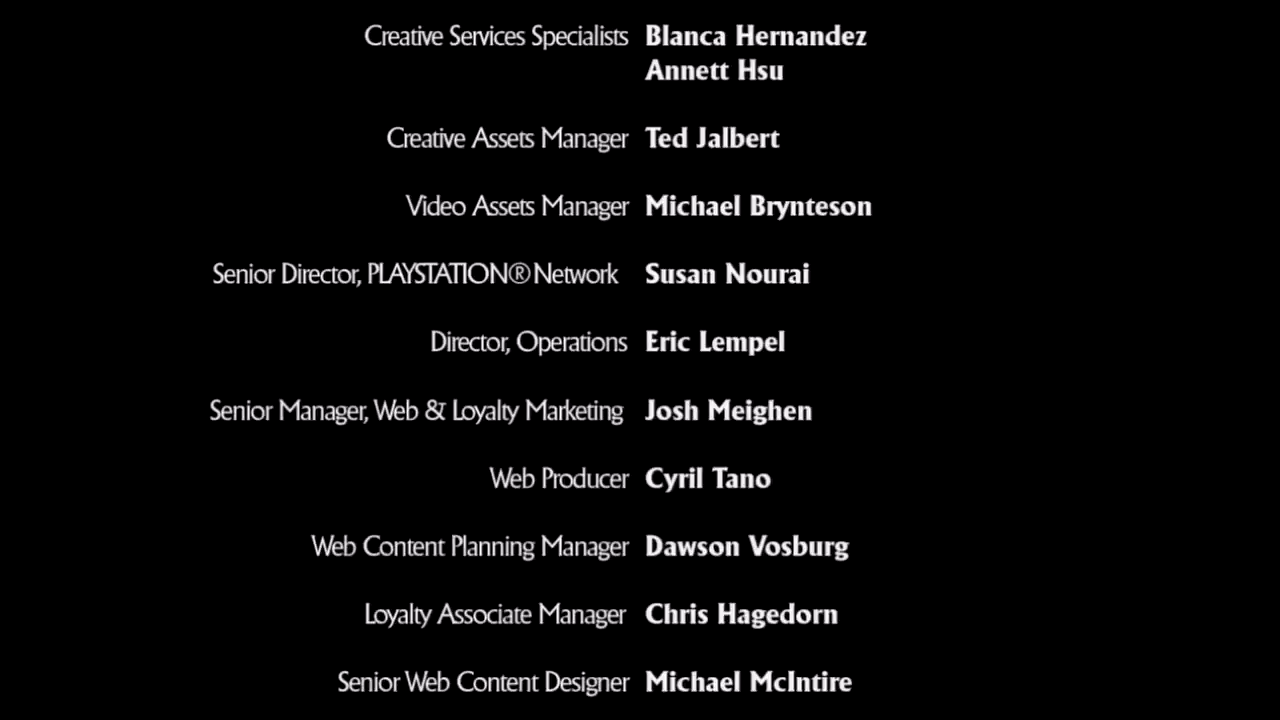 Creative Services Specialists Blanca Hernandez
Annett Hsu
Creative Assets Manager Ted Jalbert
Video Assets Manager Michael Brynteson
Senior Director, PLAYSTATION® Network Susan Nourai
Director, Operations Eric Lempel
Senior Manager, Web & Loyalty Marketing Josh Meighen
Web Producer Cyril Tano
Web Content Planning Manager Dawson Vosburg
Loyalty Associate Manager Chris Hagedorn
Senior Web Content Designer Michael McIntire